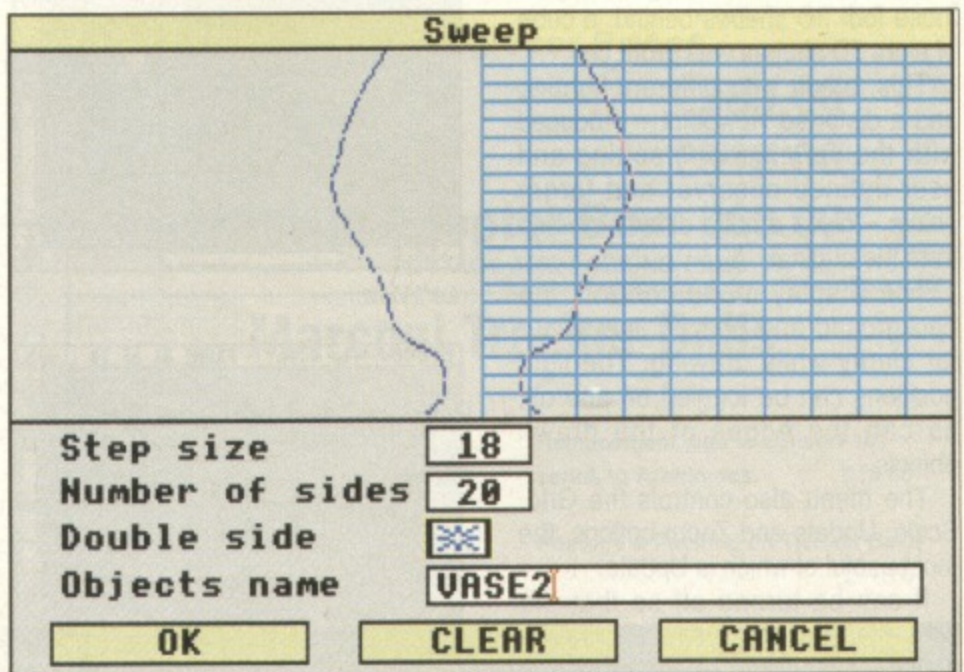 Sweep
Step size 18
Number of sides 20
Double side
Objects name VASE2
OK CLEAR CANCEL